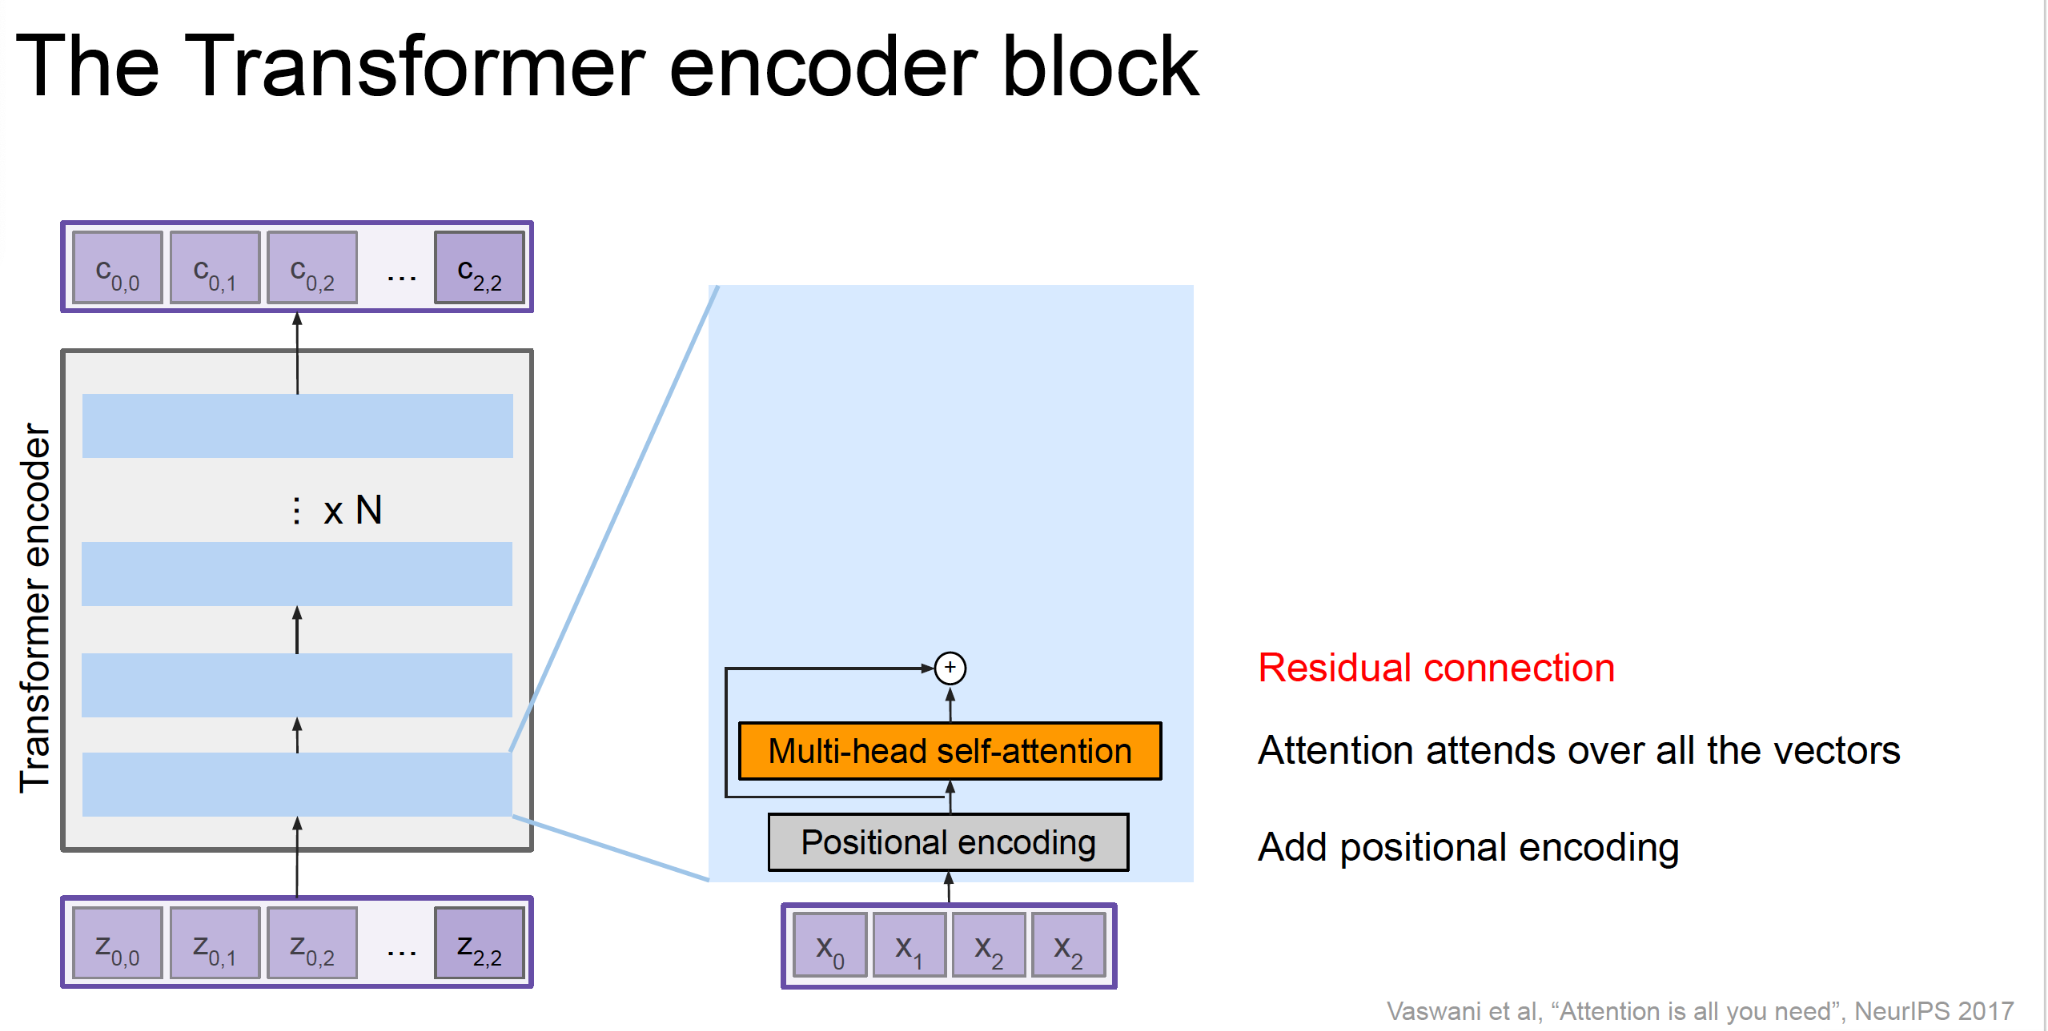 The Transformer encoder block
c0,0 c0,1 c0,2 ... c2,2
Transformer encoder
⋮ x N
z0,0 z0,1 z0,2 ... z2,2
+
Residual connection
Multi-head self-attention
Attention attends over all the vectors
Positional encoding
Add positional encoding
x0 x1 x2 x2
Vaswani et al, “Attention is all you need”, NeurIPS 2017